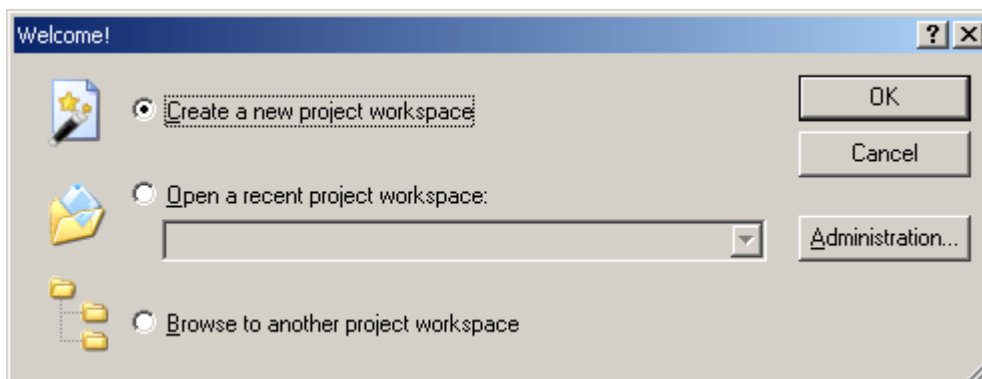 Welcome!
Create a new project workspace
OK
Cancel
Open a recent project workspace:
Administration...
Browse to another project workspace